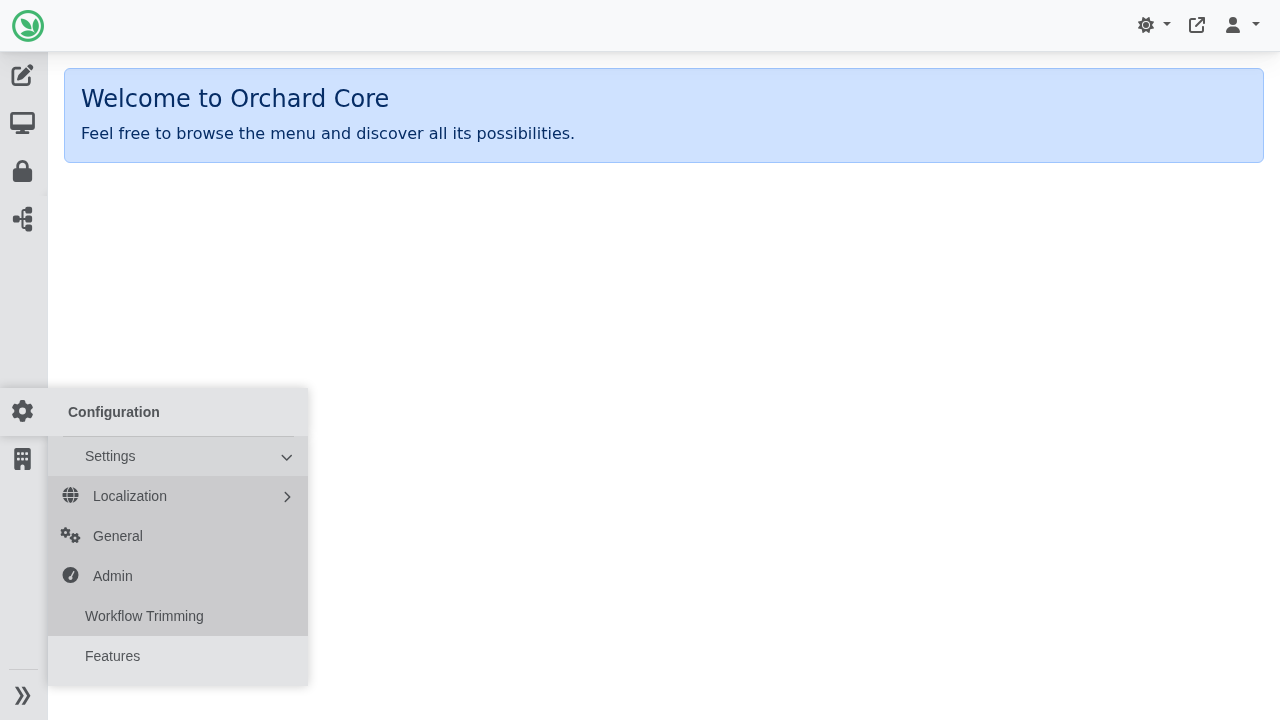 Welcome to Orchard Core
Feel free to browse the menu and discover all its possibilities.
Configuration
Settings
Localization
General
Admin
Workflow Trimming
Features